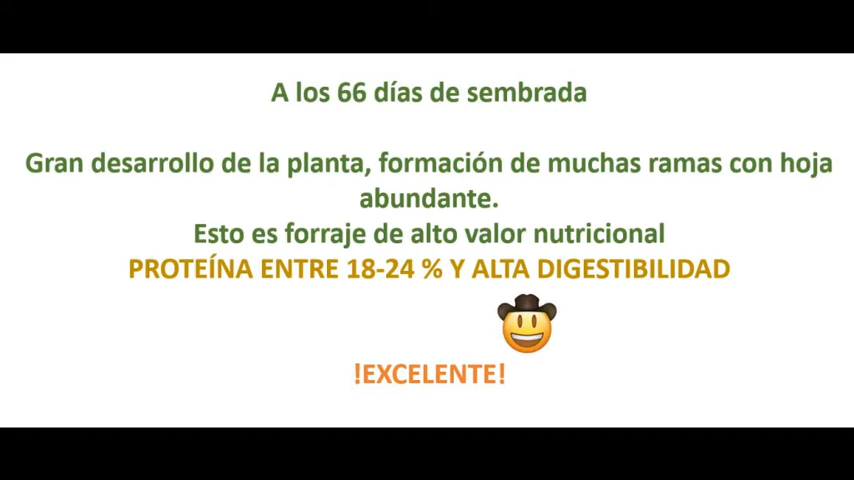 A los 66 días de sembrada
Gran desarrollo de la planta, formación de muchas ramas con hoja
abundante.
Esto es forraje de alto valor nutricional
PROTEÍNA ENTRE 18-24 % Y ALTA DIGESTIBILIDAD
!EXCELENTE!